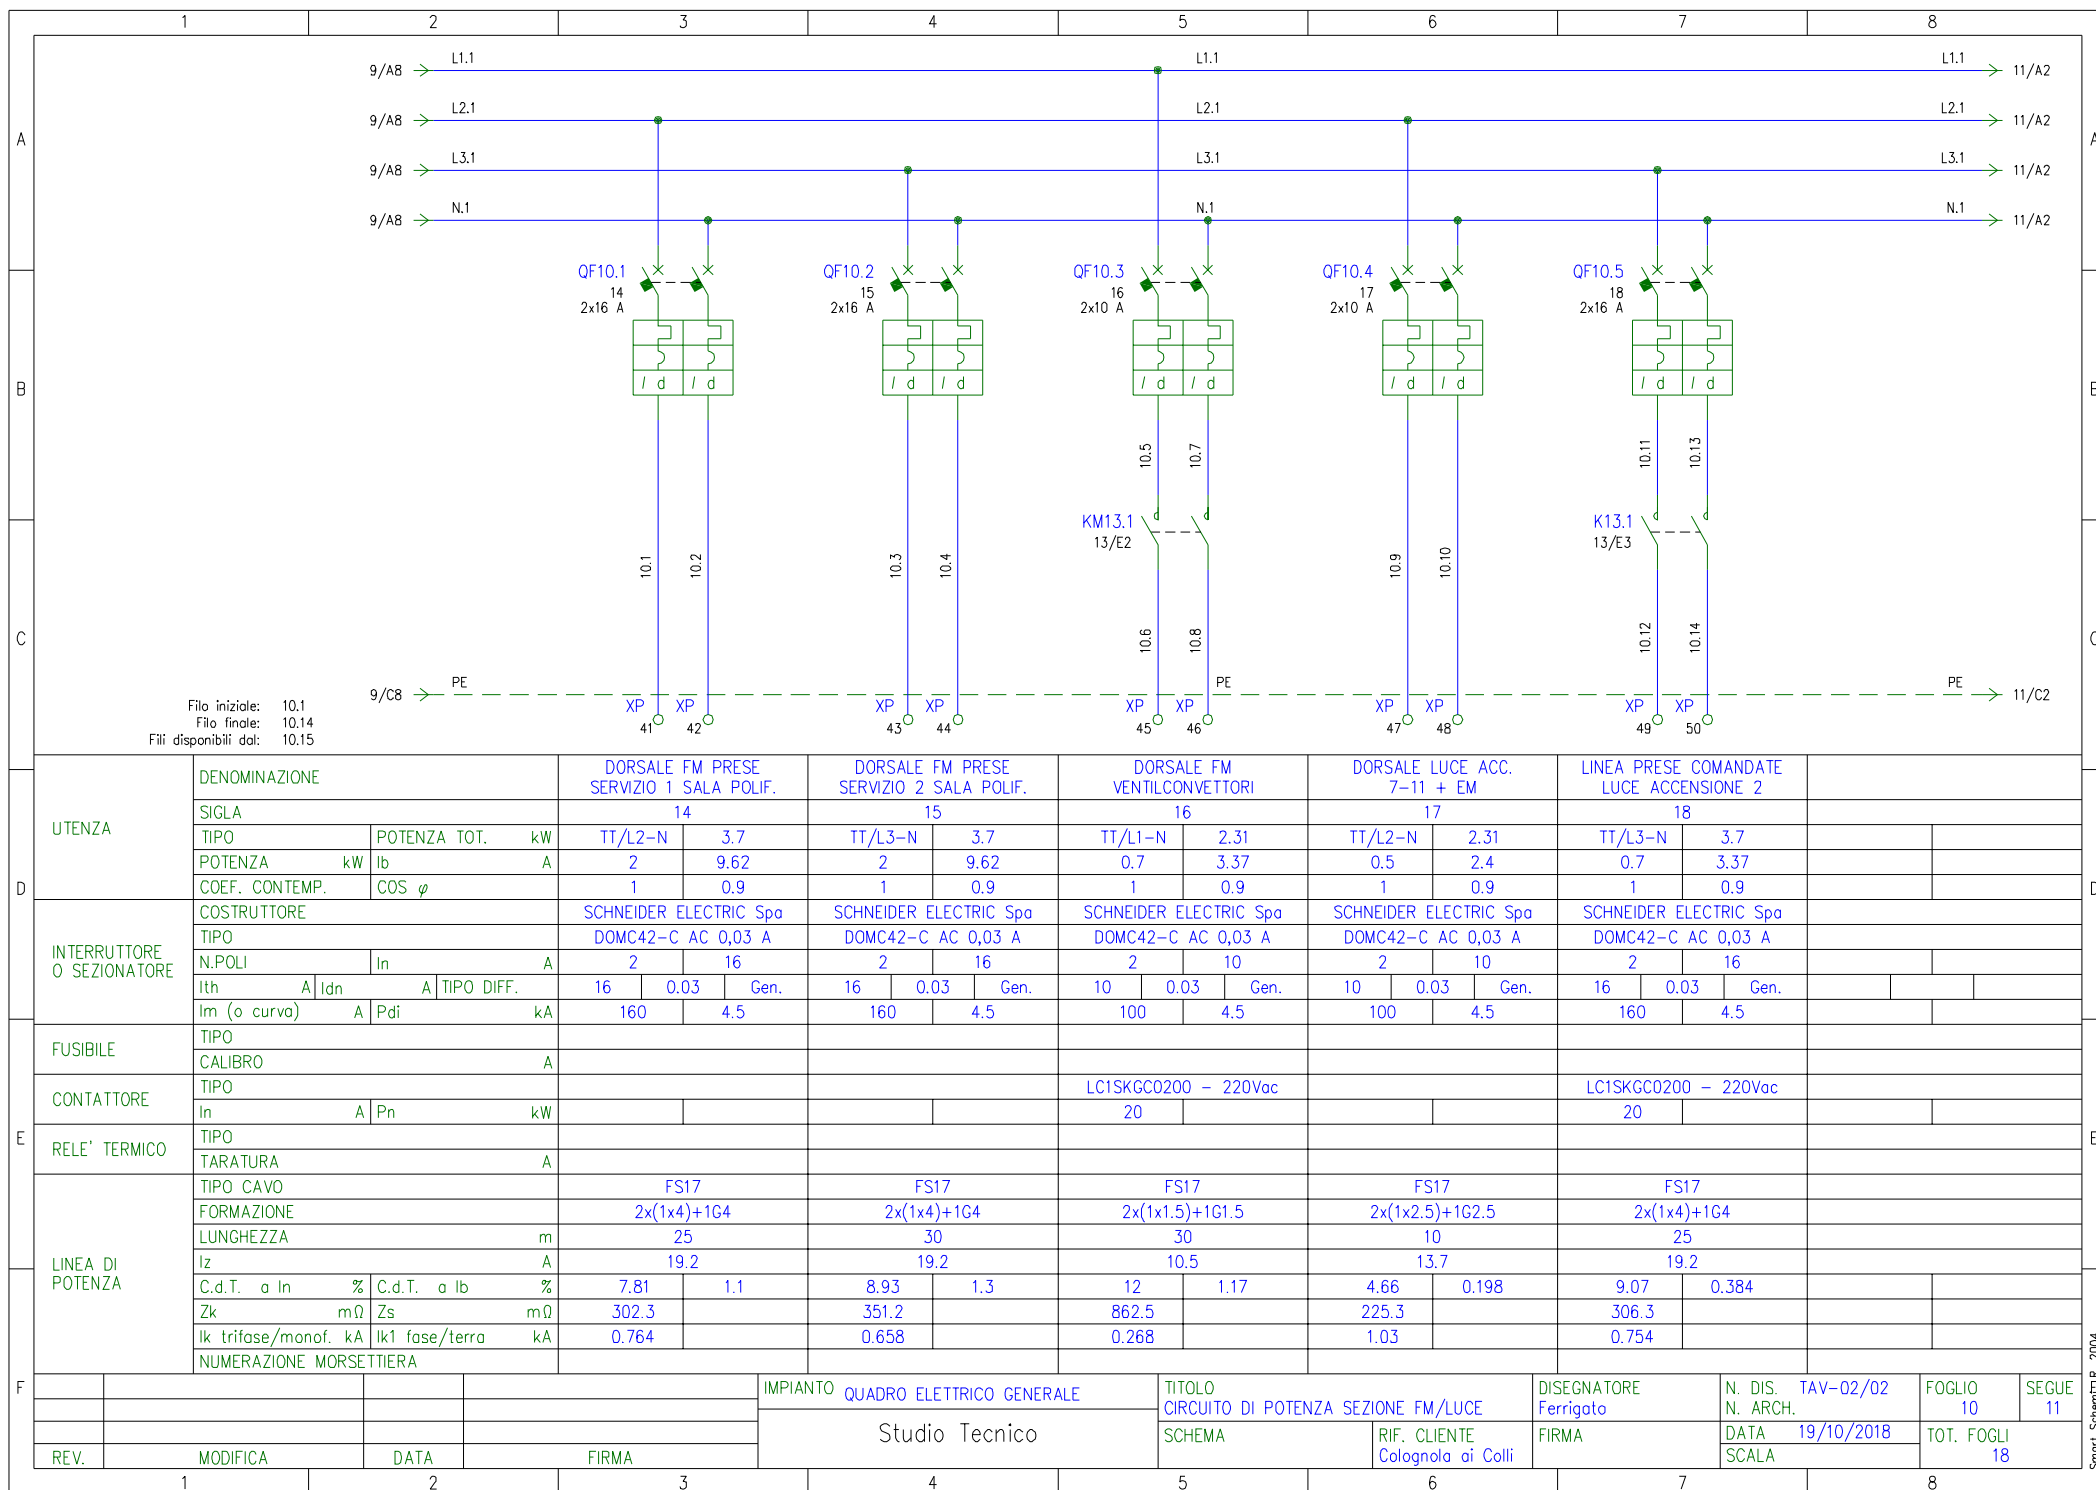 1 2 3 4 5 6 7 8
9/A8 L1.1 L1.1 L1.1 11/A2
9/A8 L2.1 L2.1 L2.1 11/A2
A A
9/A8 L3.1 L3.1 L3.1 11/A2
9/A8 N.1 N.1 N.1 11/A2
QF10.1 QF10.2 QF10.3 QF10.4 QF10.5
14 15 16 17 18
2x16 A 2x16 A 2x10 A 2x10 A 2x16 A
I d I d I d I d I d I d I d I d I d I d
B B
10.5 10.7 10.11 10.13
KM13.1 K13.1
13/E2 13/E3
10.1 10.2 10.3 10.4 10.9 10.10
C C
10.6 10.8 10.12 10.14
9/C8 PE PE PE 11/C2
Filo iniziale: 10.1
Filo finale: 10.14
Fili disponibili dal: 10.15
XP XP XP XP XP XP XP XP XP XP
41 42 43 44 45 46 47 48 49 50
UTENZA
DENOMINAZIONE
DORSALE FM PRESE
SERVIZIO 1 SALA POLIF.
DORSALE FM PRESE
SERVIZIO 2 SALA POLIF.
DORSALE FM
VENTILCONVETTORI
DORSALE LUCE ACC.
7-11 + EM
LINEA PRESE COMANDATE
LUCE ACCENSIONE 2
SIGLA 14 15 16 17 18
TIPO POTENZA TOT. kW TT/L2-N 3.7 TT/L3-N 3.7 TT/L1-N 2.31 TT/L2-N 2.31 TT/L3-N 3.7
POTENZA kW Ib A 2 9.62 2 9.62 0.7 3.37 0.5 2.4 0.7 3.37
D D
COEF. CONTEMP. COS φ 1 0.9 1 0.9 1 0.9 1 0.9 1 0.9
INTERRUTTORE
O SEZIONATORE
COSTRUTTORE SCHNEIDER ELECTRIC Spa SCHNEIDER ELECTRIC Spa SCHNEIDER ELECTRIC Spa SCHNEIDER ELECTRIC Spa SCHNEIDER ELECTRIC Spa
TIPO DOMC42-C AC 0,03 A DOMC42-C AC 0,03 A DOMC42-C AC 0,03 A DOMC42-C AC 0,03 A DOMC42-C AC 0,03 A
N.POLI In A 2 16 2 16 2 10 2 10 2 16
Ith A Idn A TIPO DIFF. 16 0.03 Gen. 16 0.03 Gen. 10 0.03 Gen. 10 0.03 Gen. 16 0.03 Gen.
Im (o curva) A Pdi kA 160 4.5 160 4.5 100 4.5 100 4.5 160 4.5
FUSIBILE
TIPO
CALIBRO A
CONTATTORE
TIPO LC1SKGC0200 - 220Vac LC1SKGC0200 - 220Vac
In A Pn kW 20 20
E E
RELE' TERMICO
TIPO
TARATURA A
LINEA DI
POTENZA
TIPO CAVO FS17 FS17 FS17 FS17 FS17
FORMAZIONE 2x(1x4)+1G4 2x(1x4)+1G4 2x(1x1.5)+1G1.5 2x(1x2.5)+1G2.5 2x(1x4)+1G4
LUNGHEZZA m 25 30 30 10 25
Iz A 19.2 19.2 10.5 13.7 19.2
C.d.T. a In % C.d.T. a Ib % 7.81 1.1 8.93 1.3 12 1.17 4.66 0.198 9.07 0.384
Zk mΩ Zs mΩ 302.3 351.2 862.5 225.3 306.3
Ik trifase/monof. kA Ik1 fase/terra kA 0.764 0.658 0.268 1.03 0.754
NUMERAZIONE MORSETTIERA
F
REV. MODIFICA DATA FIRMA
IMPIANTO QUADRO ELETTRICO GENERALE
Studio Tecnico
TITOLO
CIRCUITO DI POTENZA SEZIONE FM/LUCE
SCHEMA
RIF. CLIENTE
Colognola ai Colli
DISEGNATORE
Ferrigato
FIRMA
N. DIS. TAV-02/02
N. ARCH.
DATA 19/10/2018
SCALA
FOGLIO
10
SEGUE
11
TOT. FOGLI
18
1 2 3 4 5 6 7 8